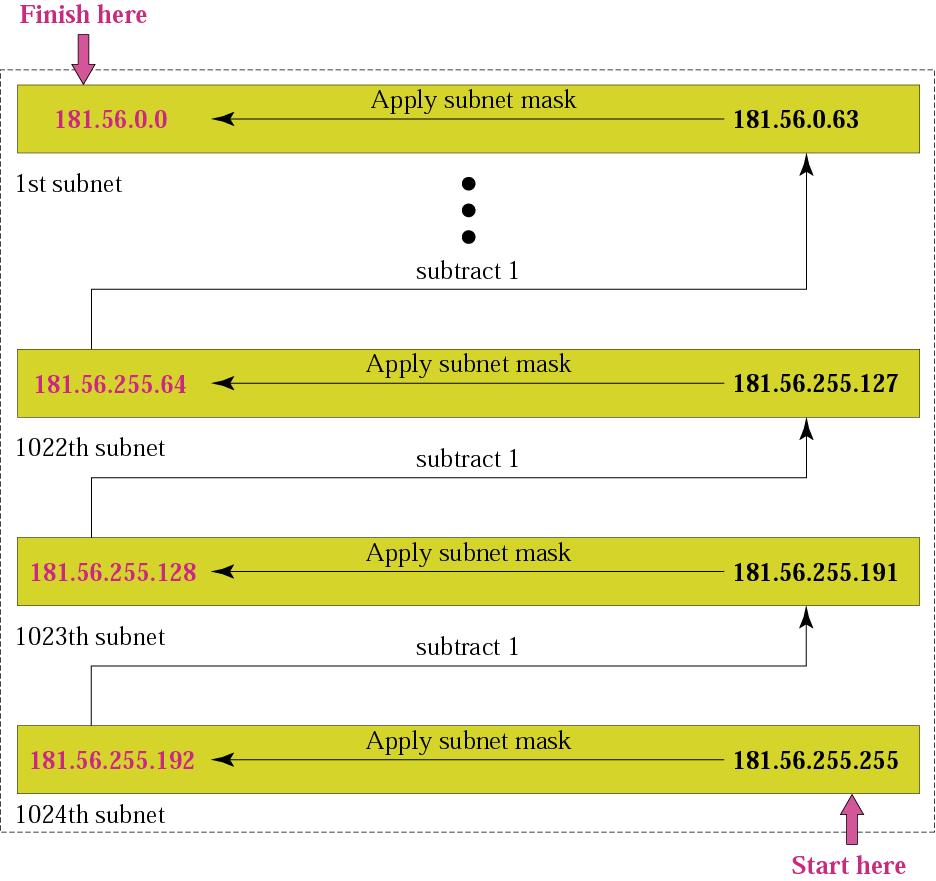 Finish here
Apply subnet mask
181.56.0.0
181.56.0.63
1st subnet
subtract 1
Apply subnet mask
181.56.255.64
181.56.255.127
1022th subnet
subtract 1
Apply subnet mask
181.56.255.128
181.56.255.191
1023th subnet
subtract 1
Apply subnet mask
181.56.255.192
181.56.255.255
1024th subnet
Start here